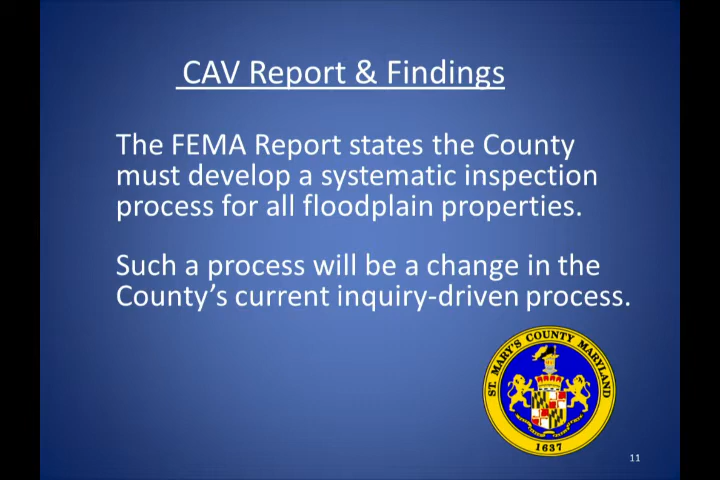 CAV Report & Findings
The FEMA Report states the County
must develop a systematic inspection
process for all floodplain properties.
Such a process will be a change in the
County's current inquiry-driven process.
ST. MARY'S COUNTY MARYLAND
1637
11